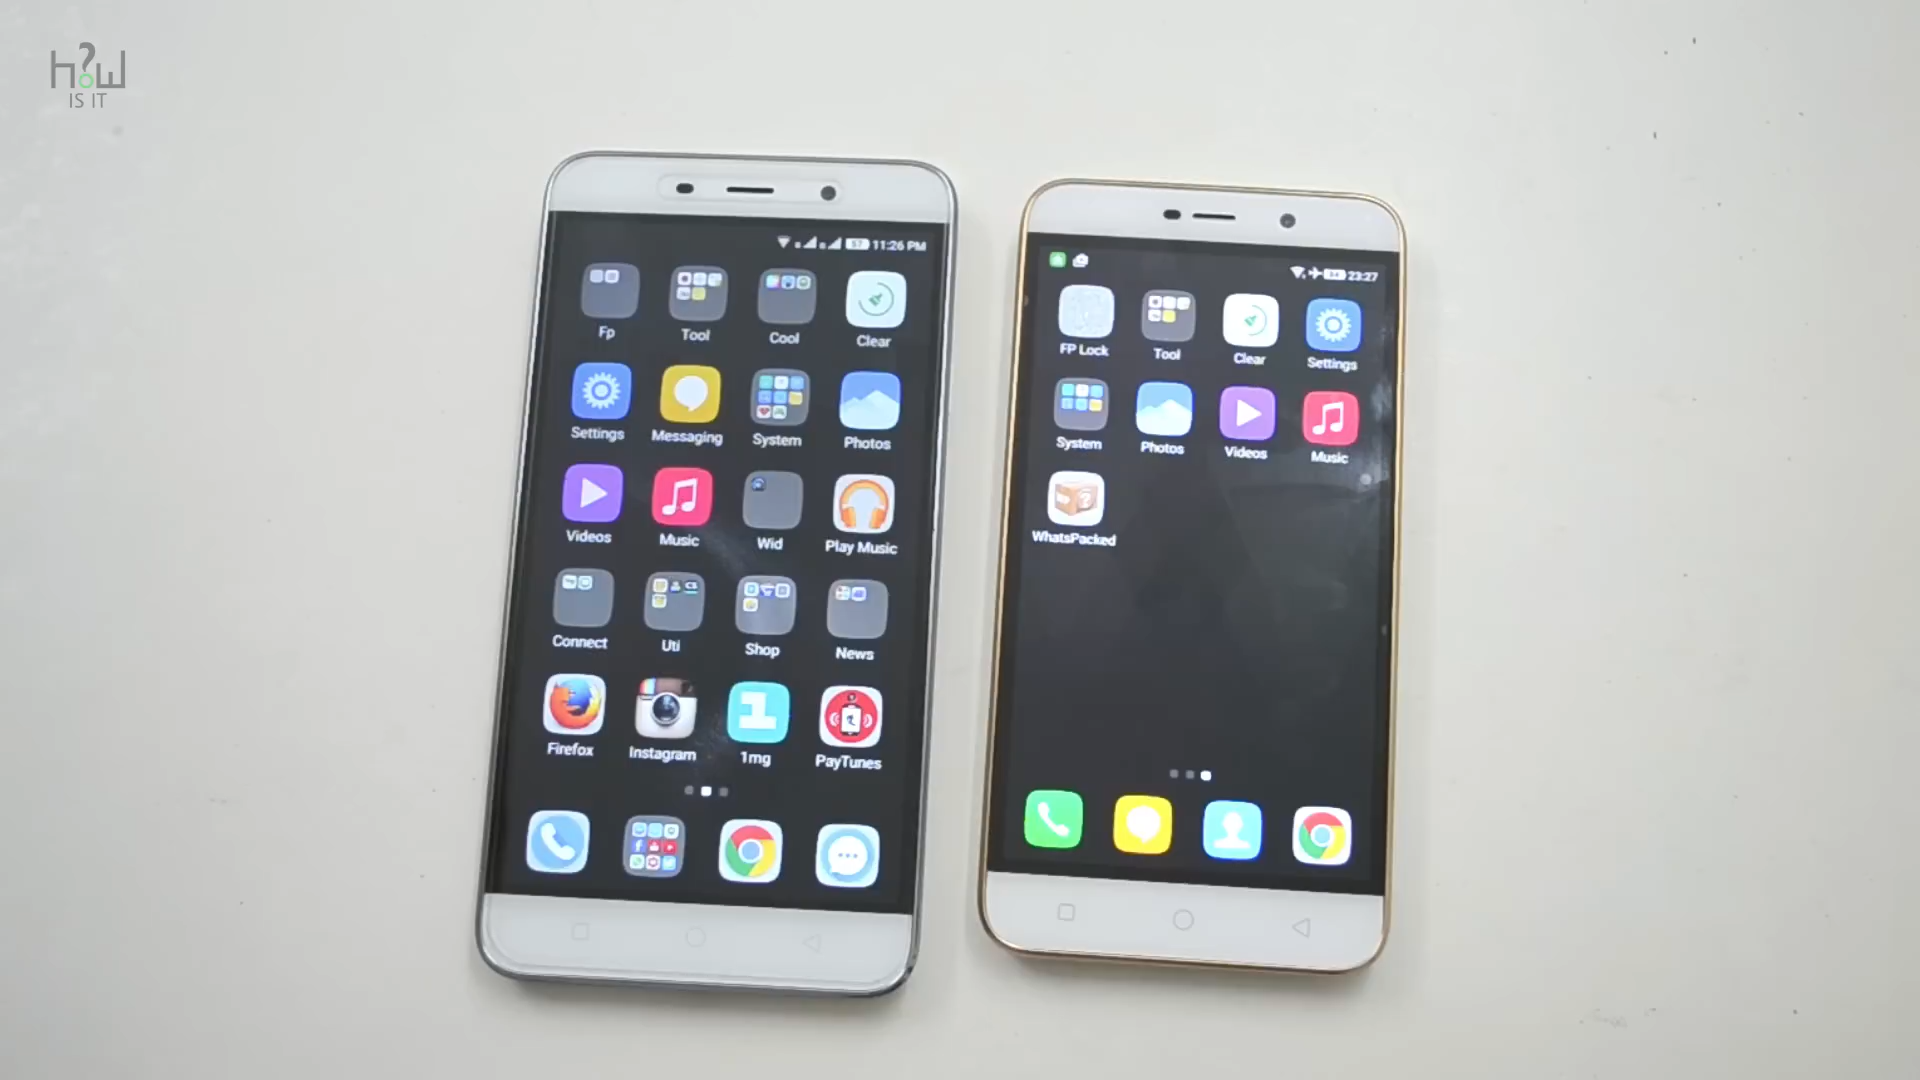 H?oW
IS IT
57 11:26 PM
Fp
Tool
Cool
Clear
Settings
Messaging
System
Photos
Videos
Music
Wid
Play Music
Connect
Uti
Shop
News
Firefox
Instagram
1mg
PayTunes
23:27
FP Lock
Tool
Clear
Settings
System
Photos
Videos
Music
WhatsPacked